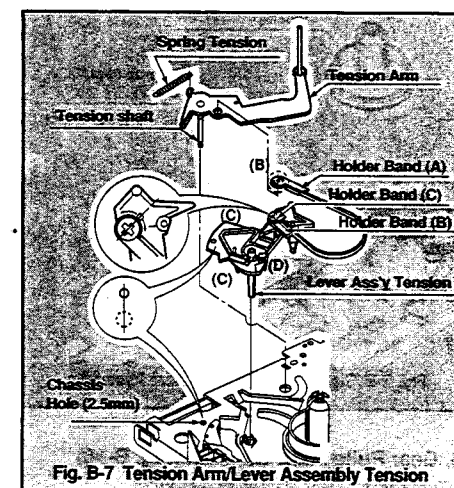 Spring Tension
Tension Arm
Tension shaft
(B)
Holder Band (A)
Holder Band (C)
(C)
Holder Band (B)
(D)
(C)
Lever Ass'y Tension
Chassis
Hole (2.5mm)
Fig. B-7 Tension Arm/Lever Assembly Tension